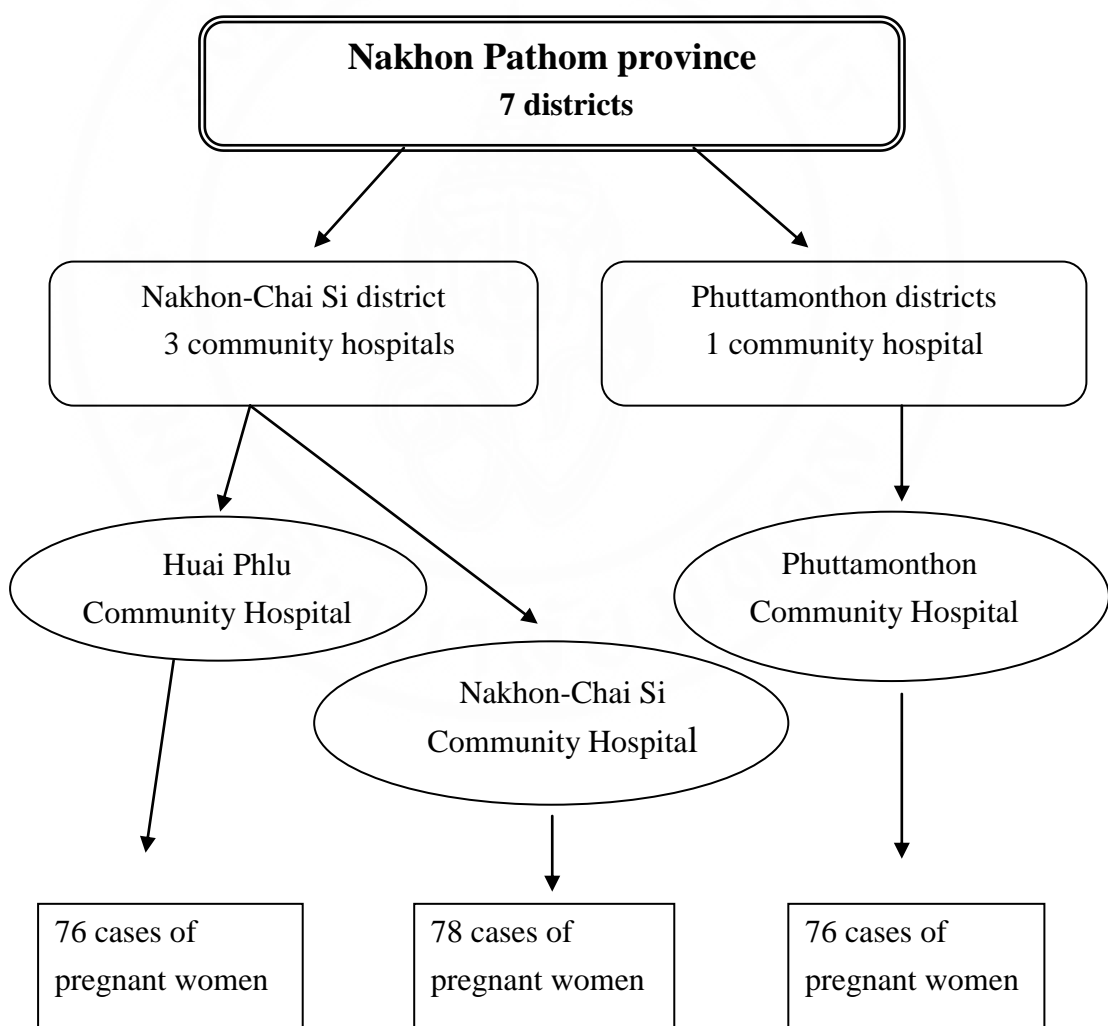 Nakhon Pathom province
7 districts
Nakhon-Chai Si district
3 community hospitals
Phuttamonthon districts
1 community hospital
Huai Phlu
Community Hospital
Phuttamonthon
Community Hospital
Nakhon-Chai Si
Community Hospital
76 cases of
pregnant women
78 cases of
pregnant women
76 cases of
pregnant women